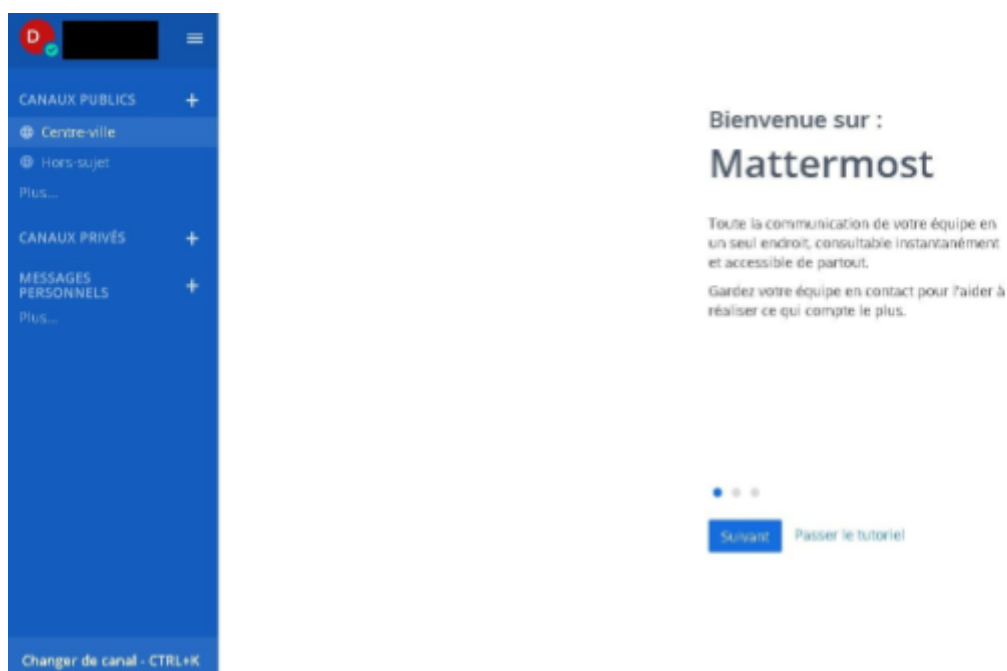 D
CANAUX PUBLICS +
Centre-ville
Hors-sujet
Plus...
CANAUX PRIVÉS +
MESSAGES
PERSONNELS +
Plus...
Changer de canal - CTRL+K
Bienvenue sur :
Mattermost
Toute la communication de votre équipe en
un seul endroit, consultable instantanément
et accessible de partout.
Gardez votre équipe en contact pour l'aider à
réaliser ce qui compte le plus.
Suivant Passer le tutoriel